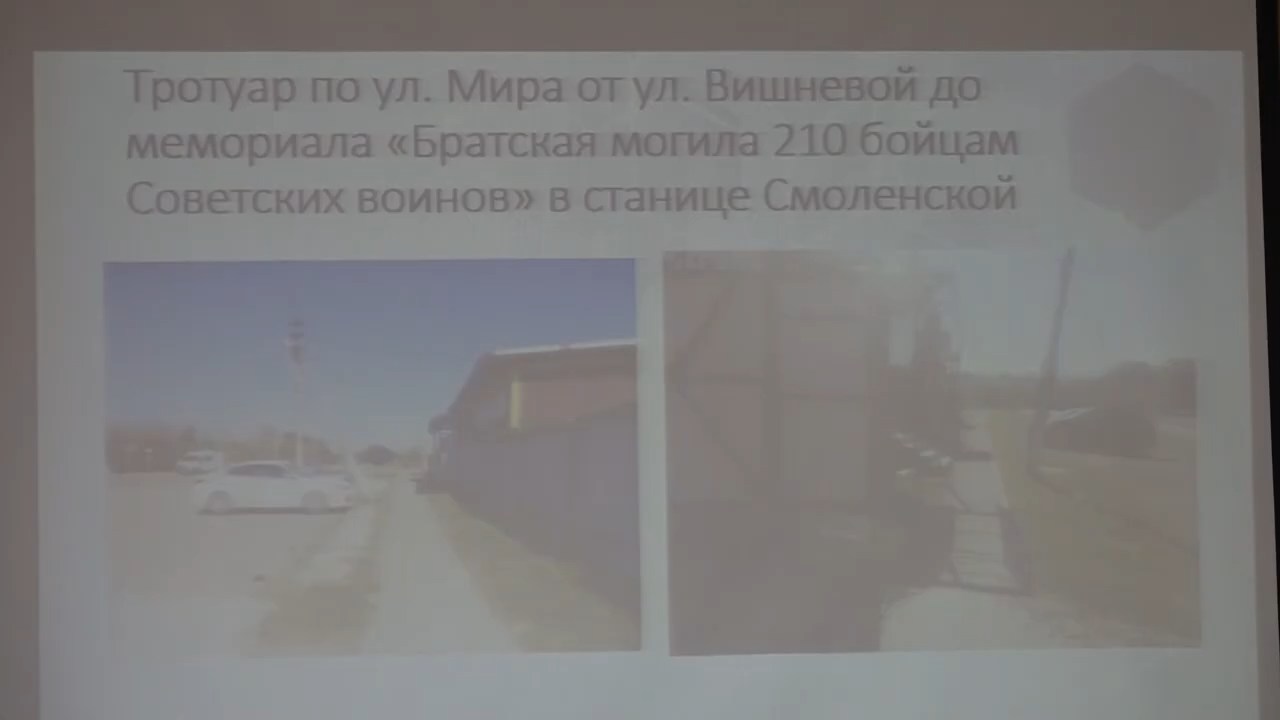 Тротуар по ул. Мира от ул. Вишневой до
мемориала «Братская могила 210 бойцам
Советских воинов» в станице Смоленской